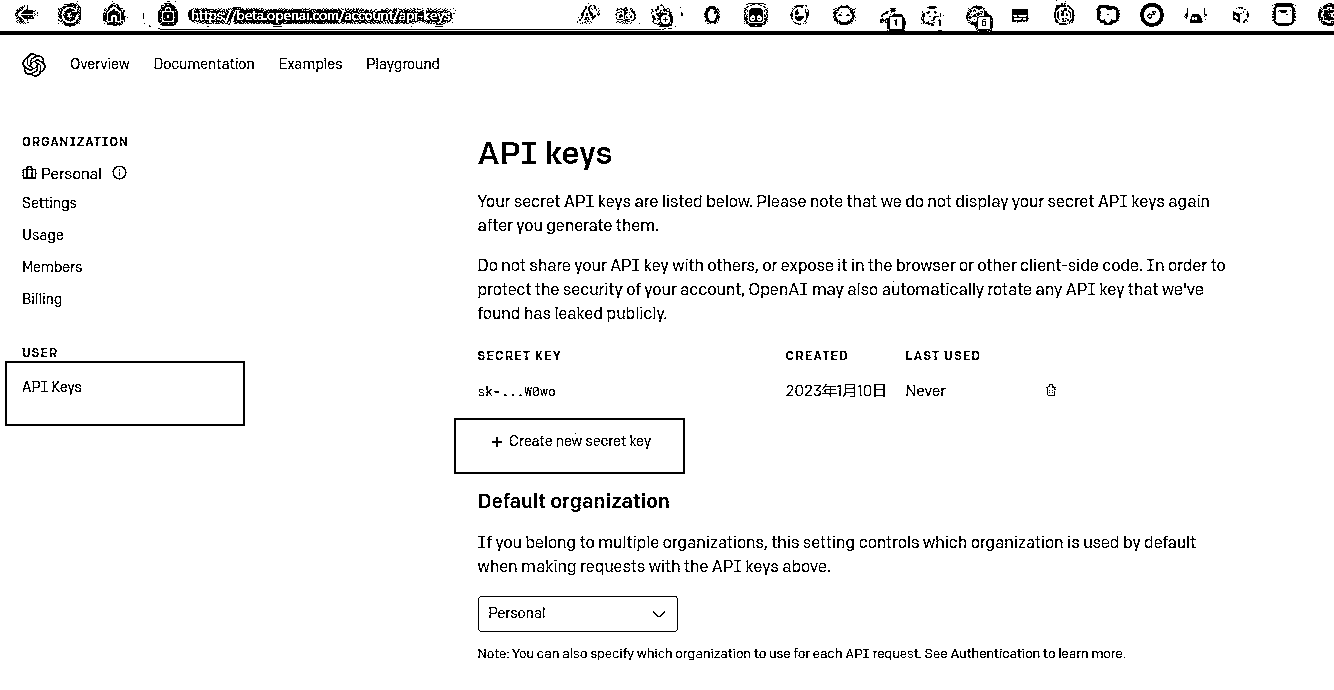 https://beta.openai.com/account/api-keys
1
6
Overview Documentation Examples Playground
ORGANIZATION
Personal
Settings
Usage
Members
Billing
USER
API Keys
API keys
Your secret API keys are listed below. Please note that we do not display your secret API keys again
after you generate them.
Do not share your API key with others, or expose it in the browser or other client-side code. In order to
protect the security of your account, OpenAI may also automatically rotate any API key that we've
found has leaked publicly.
SECRET KEY CREATED LAST USED
sk-...W0wo 2023年1月10日 Never
+ Create new secret key
Default organization
If you belong to multiple organizations, this setting controls which organization is used by default
when making requests with the API keys above.
Personal
Note: You can also specify which organization to use for each API request. See Authentication to learn more.